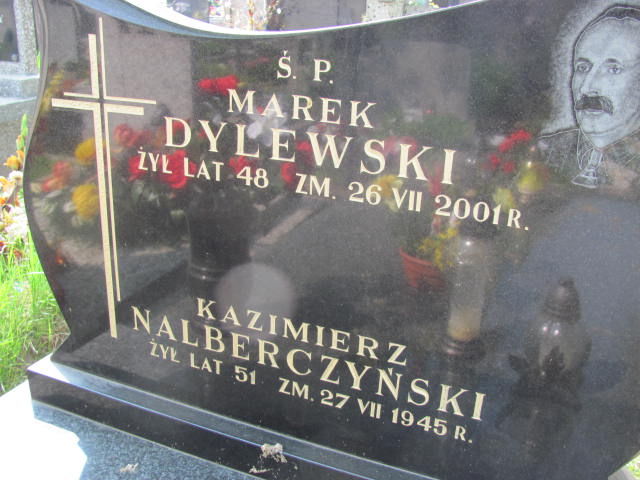 Ś. P.
MAREK
DYLEWSKI
ŻYŁ LAT 48 ZM. 26 VII 2001 R.
KAZIMIERZ
NALBERCZYŃSKI
ŻYŁ LAT 51 ZM. 27 VII 1945 R.